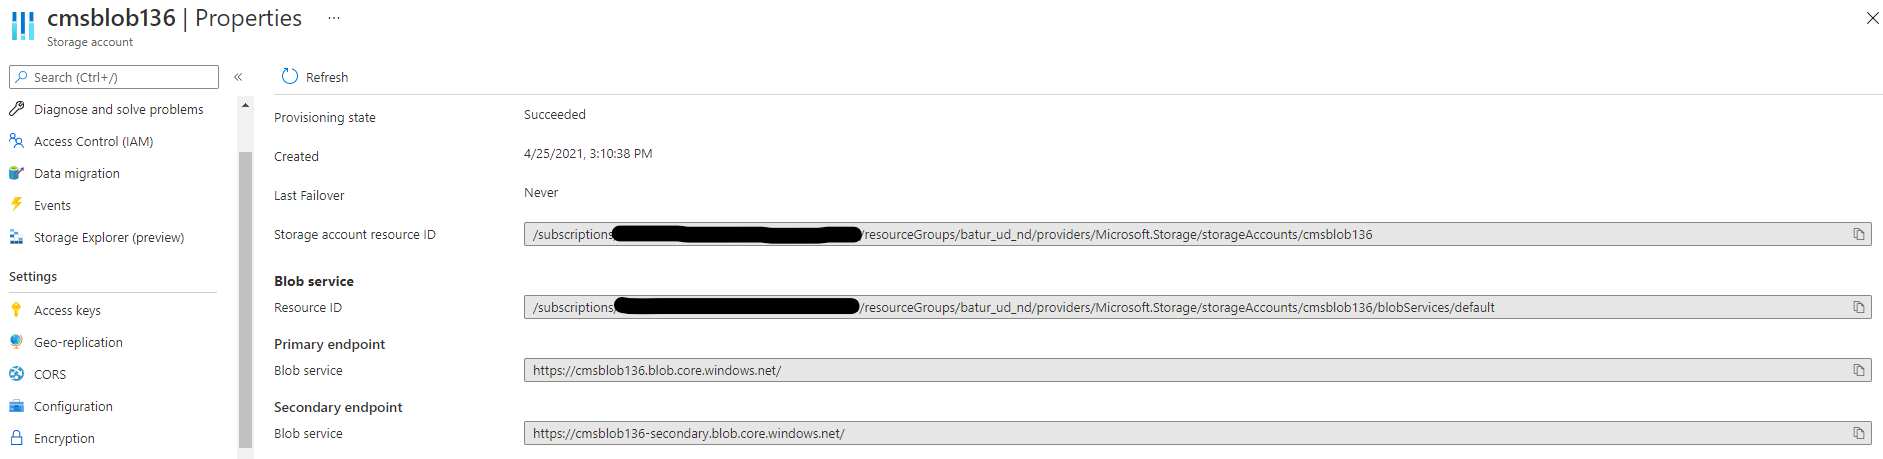 cmsblob136 | Properties ...
Storage account
Search (Ctrl+/)
«
Diagnose and solve problems
Access Control (IAM)
Data migration
Events
Storage Explorer (preview)
Settings
Access keys
Geo-replication
CORS
Configuration
Encryption
Refresh
Provisioning state Succeeded
Created 4/25/2021, 3:10:38 PM
Last Failover Never
Storage account resource ID /subscriptions /resourceGroups/batur_ud_nd/providers/Microsoft.Storage/storageAccounts/cmsblob136
Blob service
Resource ID /subscriptions/ /resourceGroups/batur_ud_nd/providers/Microsoft.Storage/storageAccounts/cmsblob136/blobServices/default
Primary endpoint
Blob service https://cmsblob136.blob.core.windows.net/
Secondary endpoint
Blob service https://cmsblob136-secondary.blob.core.windows.net/